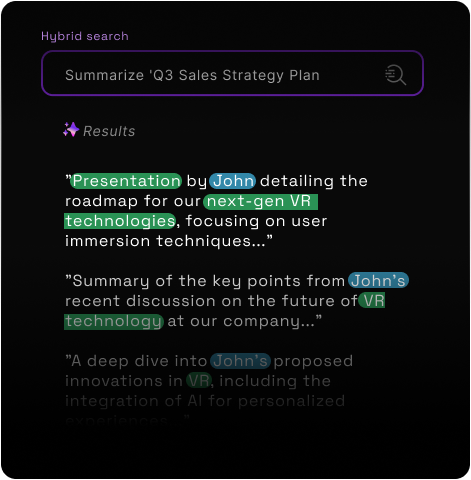 Hybrid search
Summarize 'Q3 Sales Strategy Plan
Results
"Presentation by John detailing the
roadmap for our next-gen VR
technologies, focusing on user
immersion techniques..."
"Summary of the key points from John's
recent discussion on the future of VR
technology at our company..."
"A deep dive into John's proposed
innovations in VR, including the
integration of AI for personalized
experiences..."